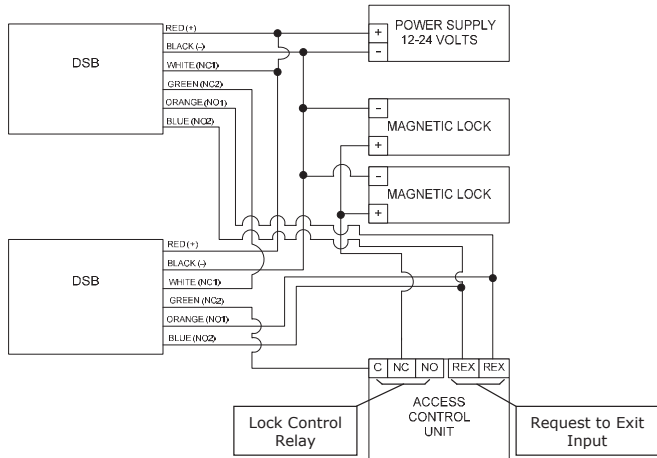 DSB
RED (+)
BLACK (-)
WHITE (NC1)
GREEN (NC2)
ORANGE (NO1)
BLUE (NO2)
+
-
POWER SUPPLY
12-24 VOLTS
-
+
MAGNETIC LOCK
-
+
MAGNETIC LOCK
DSB
RED (+)
BLACK (-)
WHITE (NC1)
GREEN (NC2)
ORANGE (NO1)
BLUE (NO2)
C NC NO REX REX
ACCESS
CONTROL
UNIT
Lock Control
Relay
Request to Exit
Input